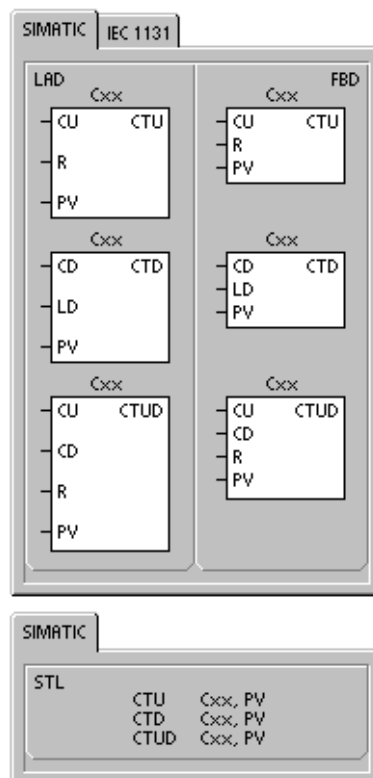 SIMATIC IEC 1131
LAD FBD
Cxx Cxx
CU CTU CU CTU
R R
PV PV
Cxx Cxx
CD CTD CD CTD
LD LD
PV PV
Cxx Cxx
CU CTUD CU CTUD
CD CD
R R
PV PV
SIMATIC
STL
CTU Cxx, PV
CTD Cxx, PV
CTUD Cxx, PV